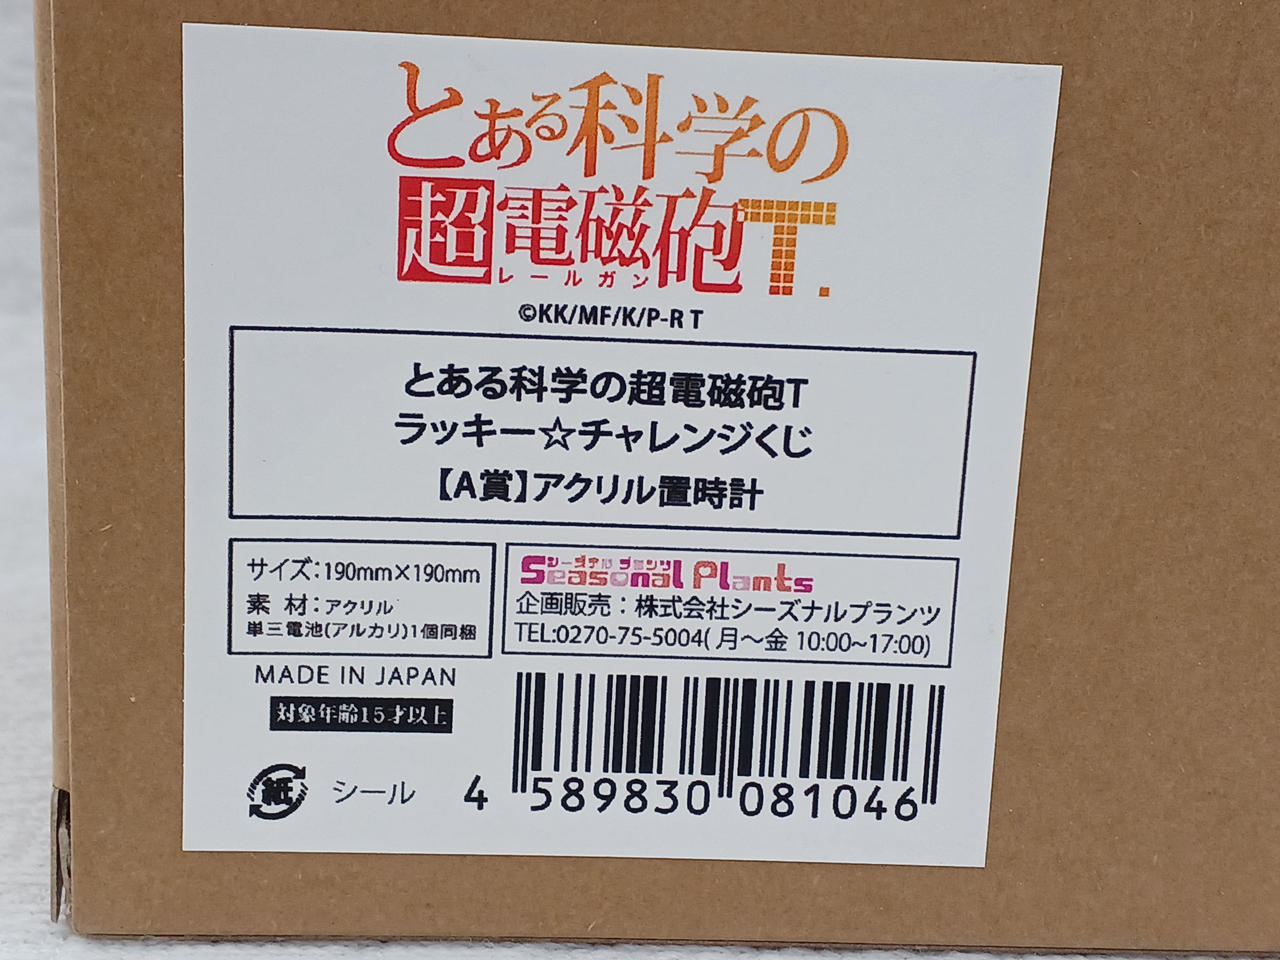 とある科学の
超電磁砲T.
レールガン
©KK/MF/K/P-R T
とある科学の超電磁砲T
ラッキー☆チャレンジくじ
【A賞】アクリル置時計
サイズ:190mm×190mm
素 材:アクリル
単三電池(アルカリ)1個同梱
シーズナル プランツ
Seasonal Plants
企画販売:株式会社シーズナルプランツ
TEL:0270-75-5004( 月〜金 10:00~17:00)
MADE IN JAPAN
対象年齢15才以上
紙 シール
4 589830 081046